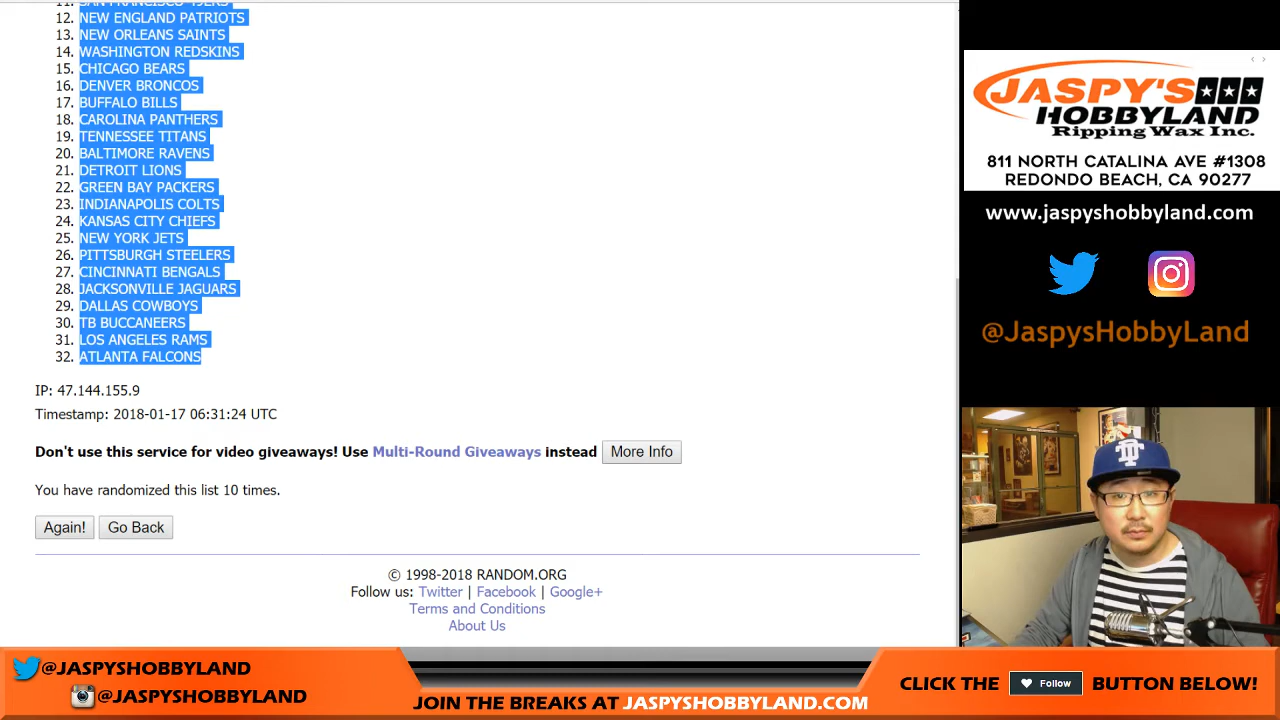 11. SAN FRANCISCO 49ERS
12. NEW ENGLAND PATRIOTS
13. NEW ORLEANS SAINTS
14. WASHINGTON REDSKINS
15. CHICAGO BEARS
16. DENVER BRONCOS
17. BUFFALO BILLS
18. CAROLINA PANTHERS
19. TENNESSEE TITANS
20. BALTIMORE RAVENS
21. DETROIT LIONS
22. GREEN BAY PACKERS
23. INDIANAPOLIS COLTS
24. KANSAS CITY CHIEFS
25. NEW YORK JETS
26. PITTSBURGH STEELERS
27. CINCINNATI BENGALS
28. JACKSONVILLE JAGUARS
29. DALLAS COWBOYS
30. TB BUCCANEERS
31. LOS ANGELES RAMS
32. ATLANTA FALCONS
IP: 47.144.155.9
Timestamp: 2018-01-17 06:31:24 UTC
Don't use this service for video giveaways! Use Multi-Round Giveaways instead More Info
You have randomized this list 10 times.
Again! Go Back
© 1998-2018 RANDOM.ORG
Follow us: Twitter | Facebook | Google+
Terms and Conditions
About Us
JASPY'S
HOBBYLAND
Ripping Wax Inc.
811 NORTH CATALINA AVE #1308
REDONDO BEACH, CA 90277
www.jaspyshobbyland.com
@JaspysHobbyLand
@JASPYSHOBBYLAND
@JASPYSHOBBYLAND
JOIN THE BREAKS AT JASPYSHOBBYLAND.COM
CLICK THE Follow BUTTON BELOW!